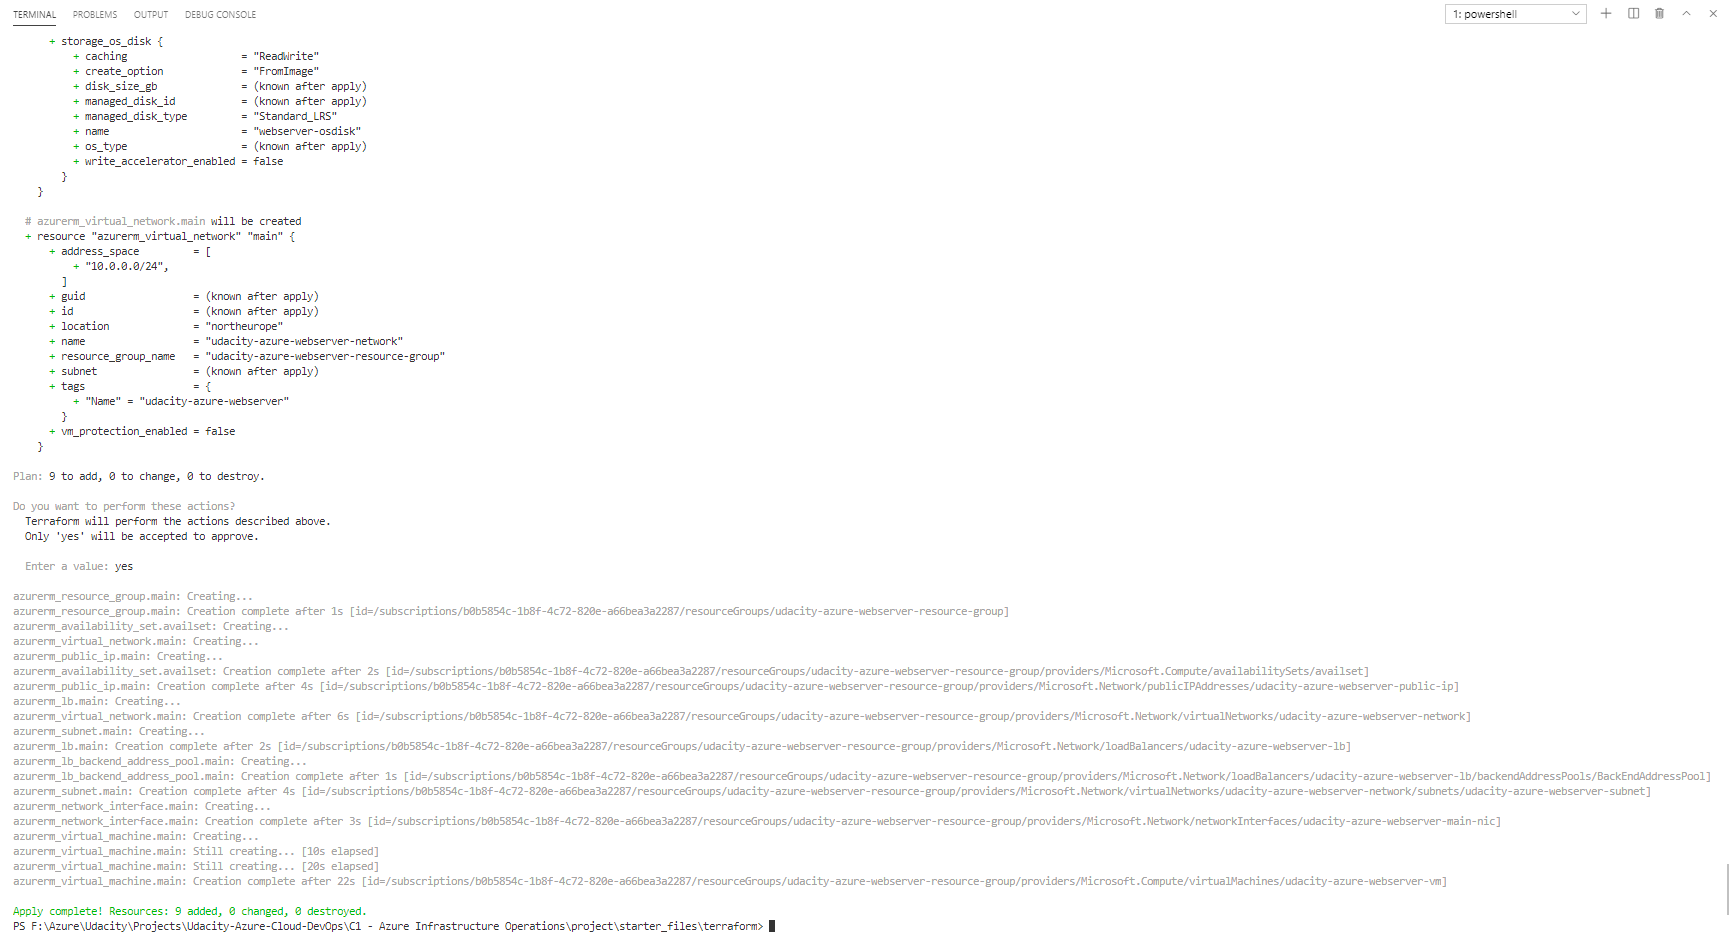 TERMINAL PROBLEMS OUTPUT DEBUG CONSOLE 1: powershell
+ storage_os_disk {
+ caching = "ReadWrite"
+ create_option = "FromImage"
+ disk_size_gb = (known after apply)
+ managed_disk_id = (known after apply)
+ managed_disk_type = "Standard_LRS"
+ name = "webserver-osdisk"
+ os_type = (known after apply)
+ write_accelerator_enabled = false
}
}
# azurerm_virtual_network.main will be created
+ resource "azurerm_virtual_network" "main" {
+ address_space = [
+ "10.0.0.0/24",
]
+ guid = (known after apply)
+ id = (known after apply)
+ location = "northeurope"
+ name = "udacity-azure-webserver-network"
+ resource_group_name = "udacity-azure-webserver-resource-group"
+ subnet = (known after apply)
+ tags = {
+ "Name" = "udacity-azure-webserver"
}
+ vm_protection_enabled = false
}
Plan: 9 to add, 0 to change, 0 to destroy.
Do you want to perform these actions?
Terraform will perform the actions described above.
Only 'yes' will be accepted to approve.
Enter a value: yes
azurerm_resource_group.main: Creating...
azurerm_resource_group.main: Creation complete after 1s [id=/subscriptions/b0b5854c-1b8f-4c72-820e-a66bea3a2287/resourceGroups/udacity-azure-webserver-resource-group]
azurerm_availability_set.availset: Creating...
azurerm_virtual_network.main: Creating...
azurerm_public_ip.main: Creating...
azurerm_availability_set.availset: Creation complete after 2s [id=/subscriptions/b0b5854c-1b8f-4c72-820e-a66bea3a2287/resourceGroups/udacity-azure-webserver-resource-group/providers/Microsoft.Compute/availabilitySets/availset]
azurerm_public_ip.main: Creation complete after 4s [id=/subscriptions/b0b5854c-1b8f-4c72-820e-a66bea3a2287/resourceGroups/udacity-azure-webserver-resource-group/providers/Microsoft.Network/publicIPAddresses/udacity-azure-webserver-public-ip]
azurerm_lb.main: Creating...
azurerm_virtual_network.main: Creation complete after 6s [id=/subscriptions/b0b5854c-1b8f-4c72-820e-a66bea3a2287/resourceGroups/udacity-azure-webserver-resource-group/providers/Microsoft.Network/virtualNetworks/udacity-azure-webserver-network]
azurerm_subnet.main: Creating...
azurerm_lb.main: Creation complete after 2s [id=/subscriptions/b0b5854c-1b8f-4c72-820e-a66bea3a2287/resourceGroups/udacity-azure-webserver-resource-group/providers/Microsoft.Network/loadBalancers/udacity-azure-webserver-lb]
azurerm_lb_backend_address_pool.main: Creating...
azurerm_lb_backend_address_pool.main: Creation complete after 1s [id=/subscriptions/b0b5854c-1b8f-4c72-820e-a66bea3a2287/resourceGroups/udacity-azure-webserver-resource-group/providers/Microsoft.Network/loadBalancers/udacity-azure-webserver-lb/backendAddressPools/BackEndAddressPool]
azurerm_subnet.main: Creation complete after 4s [id=/subscriptions/b0b5854c-1b8f-4c72-820e-a66bea3a2287/resourceGroups/udacity-azure-webserver-resource-group/providers/Microsoft.Network/virtualNetworks/udacity-azure-webserver-network/subnets/udacity-azure-webserver-subnet]
azurerm_network_interface.main: Creating...
azurerm_network_interface.main: Creation complete after 3s [id=/subscriptions/b0b5854c-1b8f-4c72-820e-a66bea3a2287/resourceGroups/udacity-azure-webserver-resource-group/providers/Microsoft.Network/networkInterfaces/udacity-azure-webserver-main-nic]
azurerm_virtual_machine.main: Creating...
azurerm_virtual_machine.main: Still creating... [10s elapsed]
azurerm_virtual_machine.main: Still creating... [20s elapsed]
azurerm_virtual_machine.main: Creation complete after 22s [id=/subscriptions/b0b5854c-1b8f-4c72-820e-a66bea3a2287/resourceGroups/udacity-azure-webserver-resource-group/providers/Microsoft.Compute/virtualMachines/udacity-azure-webserver-vm]
Apply complete! Resources: 9 added, 0 changed, 0 destroyed.
PS F:\Azure\Udacity\Projects\Udacity-Azure-Cloud-DevOps\C1 - Azure Infrastructure Operations\project\starter_files\terraform>